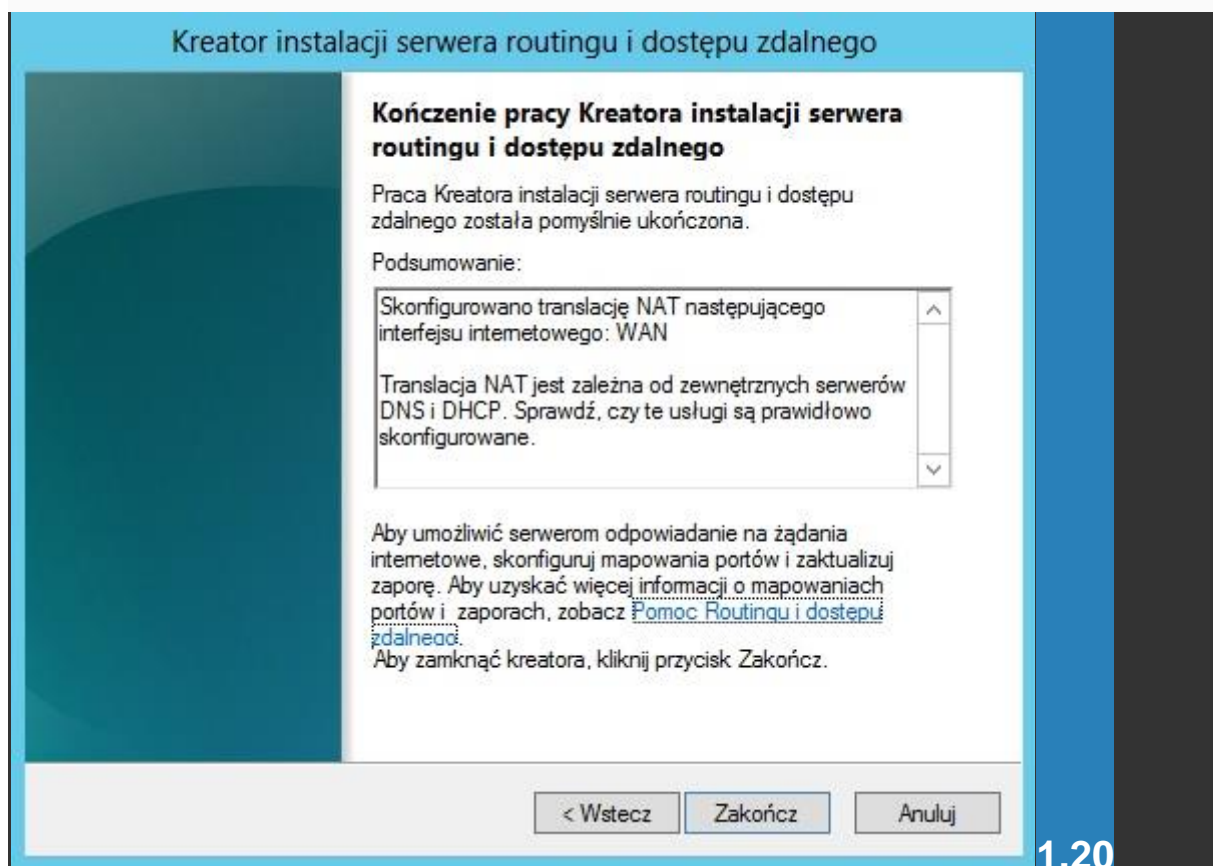 Kreator instalacji serwera routingu i dostępu zdalnego
Kończenie pracy Kreatora instalacji serwera
routingu i dostępu zdalnego
Praca Kreatora instalacji serwera routingu i dostępu
zdalnego została pomyślnie ukończona.
Podsumowanie:
Skonfigurowano translację NAT następującego
interfejsu internetowego: WAN
Translacja NAT jest zależna od zewnętrznych serwerów
DNS i DHCP. Sprawdź, czy te usługi są prawidłowo
skonfigurowane.
Aby umożliwić serwerom odpowiadanie na żądania
internetowe, skonfiguruj mapowania portów i zaktualizuj
zaporę. Aby uzyskać więcej informacji o mapowaniach
portów i zaporach, zobacz Pomoc Routingu i dostępu
zdalnego.
Aby zamknąć kreatora, kliknij przycisk Zakończ.
< Wstecz Zakończ Anuluj
1.20